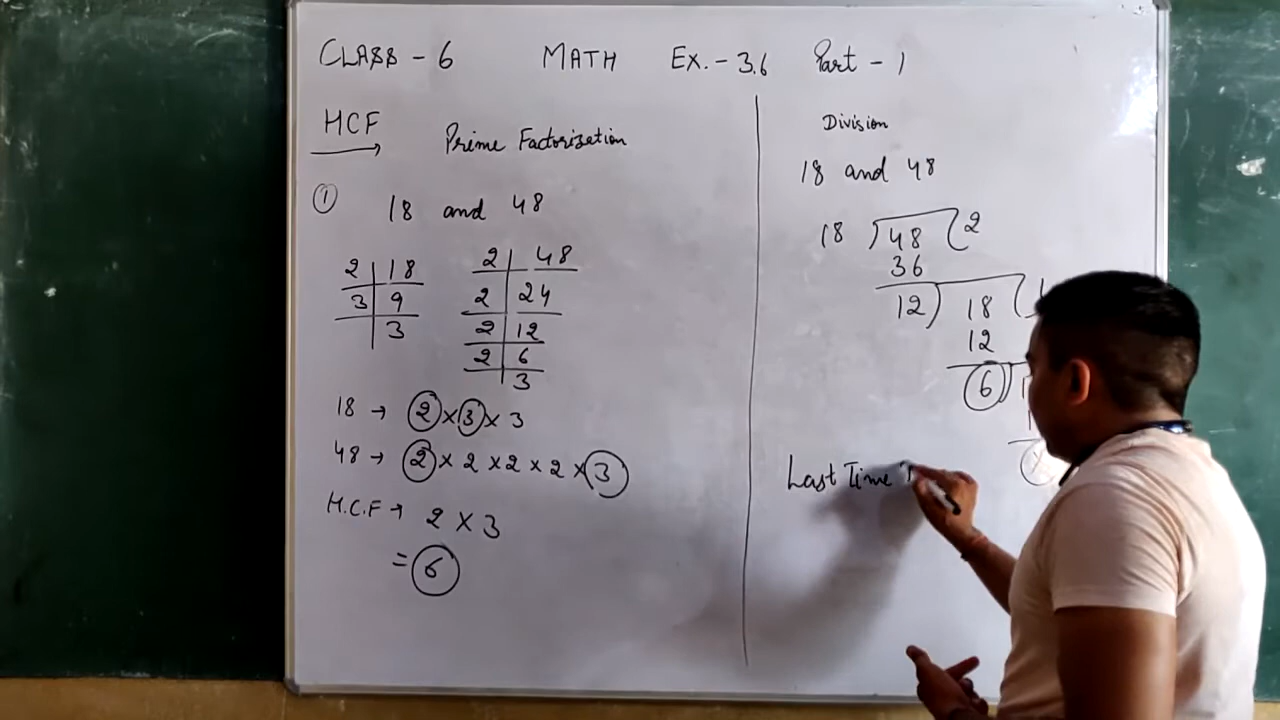 CLASS - 6 MATH Ex. - 3.6 Part - 1
HCF Prime Factorization
① 18 and 48
2 | 18
3 | 9
3
2 | 48
2 | 24
2 | 12
2 | 6
3
18 → 2 × 3 × 3
48 → 2 × 2 × 2 × 2 × 3
H.C.F → 2 × 3
= 6
Division
18 and 48
18 ) 48 ( 2
36
12 ) 18 (
12
6 )
Last Time